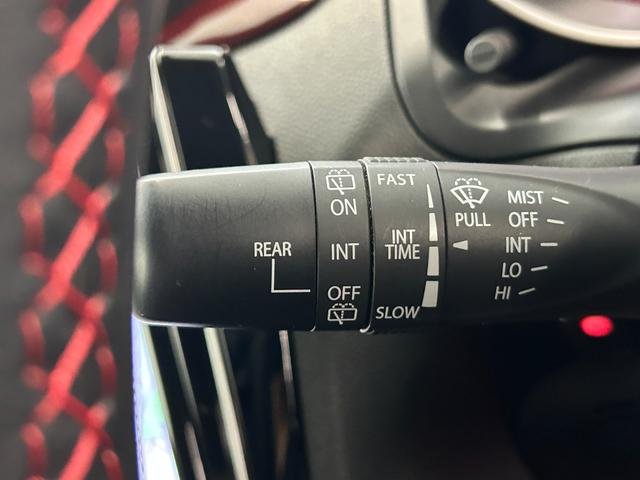 REAR
ON
INT
OFF
FAST
INT
TIME
SLOW
PULL
MIST
OFF
INT
LO
HI